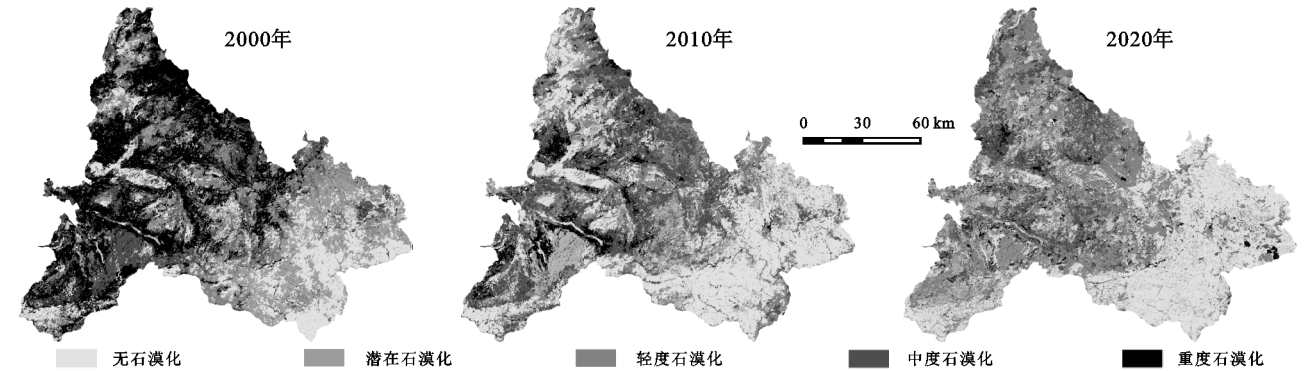 2000年
2010年
2020年
0 30 60 km
无石漠化
潜在石漠化
轻度石漠化
中度石漠化
重度石漠化